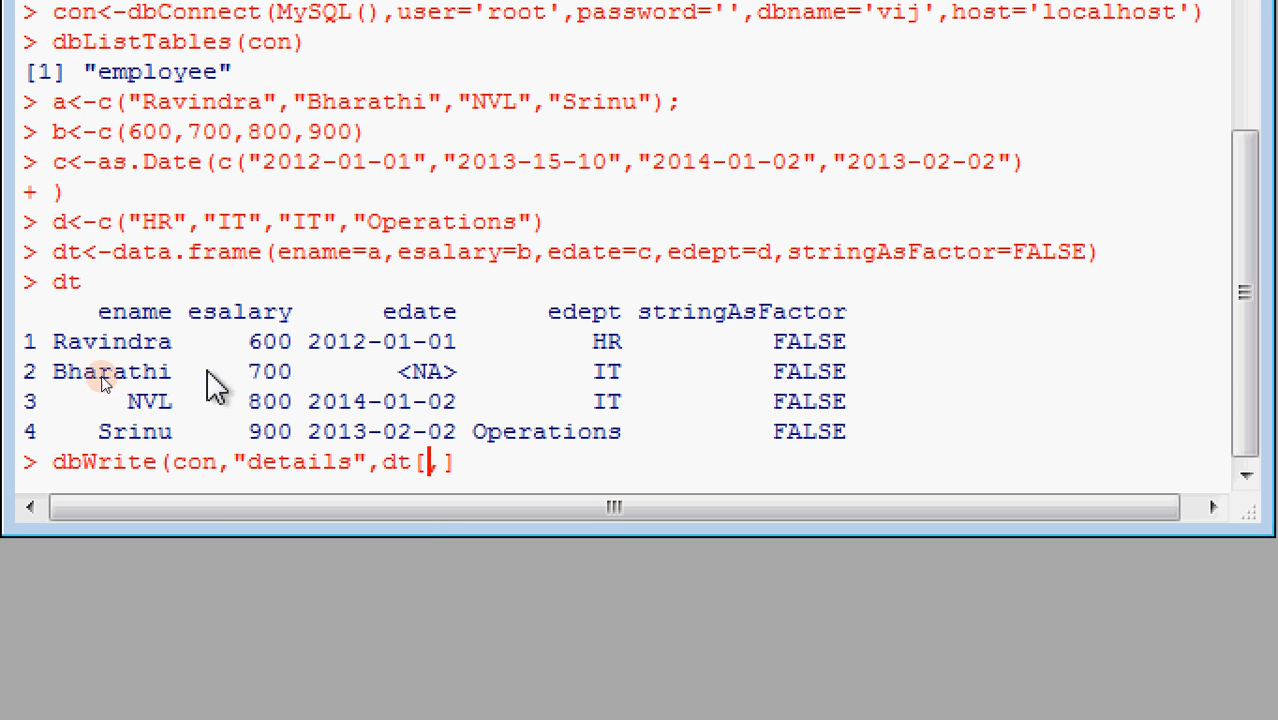 con<-dbConnect(MySQL(),user='root',password='',dbname='vij',host='localhost')
> dbListTables(con)
[1] "employee"
> a<-c("Ravindra","Bharathi","NVL","Srinu");
> b<-c(600,700,800,900)
> c<-as.Date(c("2012-01-01","2013-15-10","2014-01-02","2013-02-02")
+ )
> d<-c("HR","IT","IT","Operations")
> dt<-data.frame(ename=a,esalary=b,edate=c,edept=d,stringAsFactor=FALSE)
> dt
ename esalary edate edept stringAsFactor
1 Ravindra 600 2012-01-01 HR FALSE
2 Bharathi 700 <NA> IT FALSE
3 NVL 800 2014-01-02 IT FALSE
4 Srinu 900 2013-02-02 Operations FALSE
> dbWrite(con,"details",dt[,]